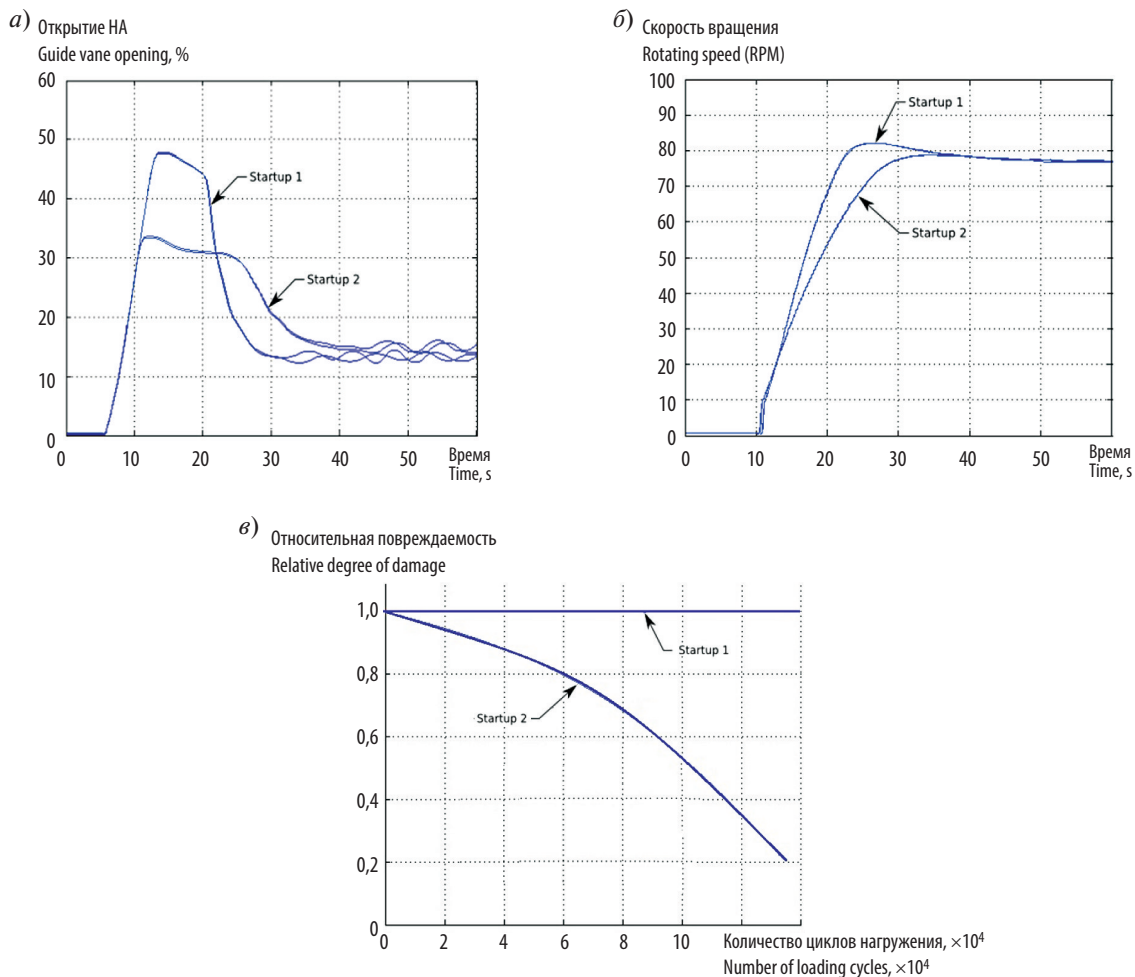 а) Открытие НА
Guide vane opening, %
60
50
40
30
20
10
0
Startup 1
Startup 2
0 10 20 30 40 50 Время
Time, s
б) Скорость вращения
Rotating speed (RPM)
100
90
80
70
60
50
40
30
20
10
0
Startup 1
Startup 2
0 10 20 30 40 50 Время
Time, s
в) Относительная повреждаемость
Relative degree of damage
1,0
0,8
0,6
0,4
0,2
0
Startup 1
Startup 2
0 2 4 6 8 10 Количество циклов нагружения, ×10⁴
Number of loading cycles, ×10⁴